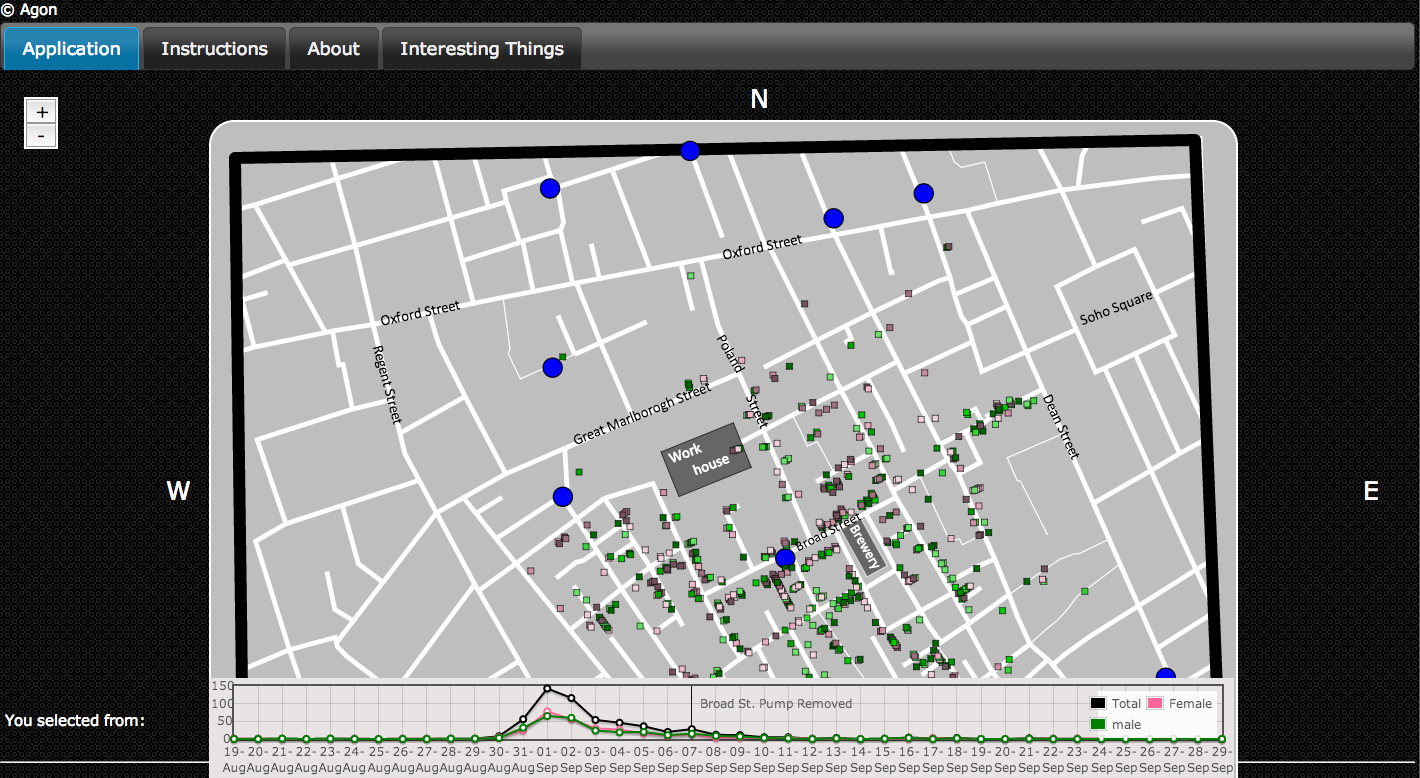 © Agon
Application
Instructions
About
Interesting Things
+
-
N
Oxford Street
Soho Square
Oxford Street
Regent Street
Poland
Street
Great Marlborogh Street
Dean Street
Work
house
W
E
Broad Street
Brewery
You selected from:
150
100
50
0
Broad St. Pump Removed
Total
Female
male
19- 20- 21- 22- 23- 24- 25- 26- 27- 28- 29- 30- 31- 01- 02- 03- 04- 05- 06- 07- 08- 09- 10- 11- 12- 13- 14- 15- 16- 17- 18- 19- 20- 21- 22- 23- 24- 25- 26- 27- 28- 29-
Aug Aug Aug Aug Aug Aug Aug Aug Aug Aug Aug Aug Aug Sep Sep Sep Sep Sep Sep Sep Sep Sep Sep Sep Sep Sep Sep Sep Sep Sep Sep Sep Sep Sep Sep Sep Sep Sep Sep Sep Sep Sep